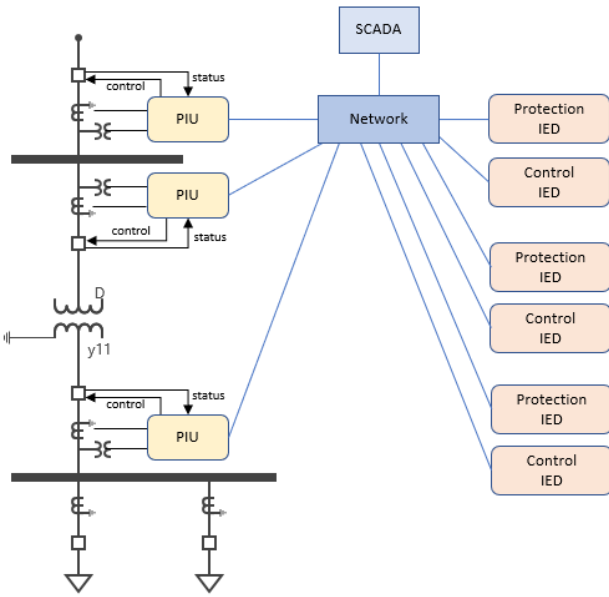 SCADA
status
control
PIU
Network
Protection
IED
Control
IED
PIU
control
status
Protection
IED
D
Control
IED
y11
status
control
PIU
Protection
IED
Control
IED